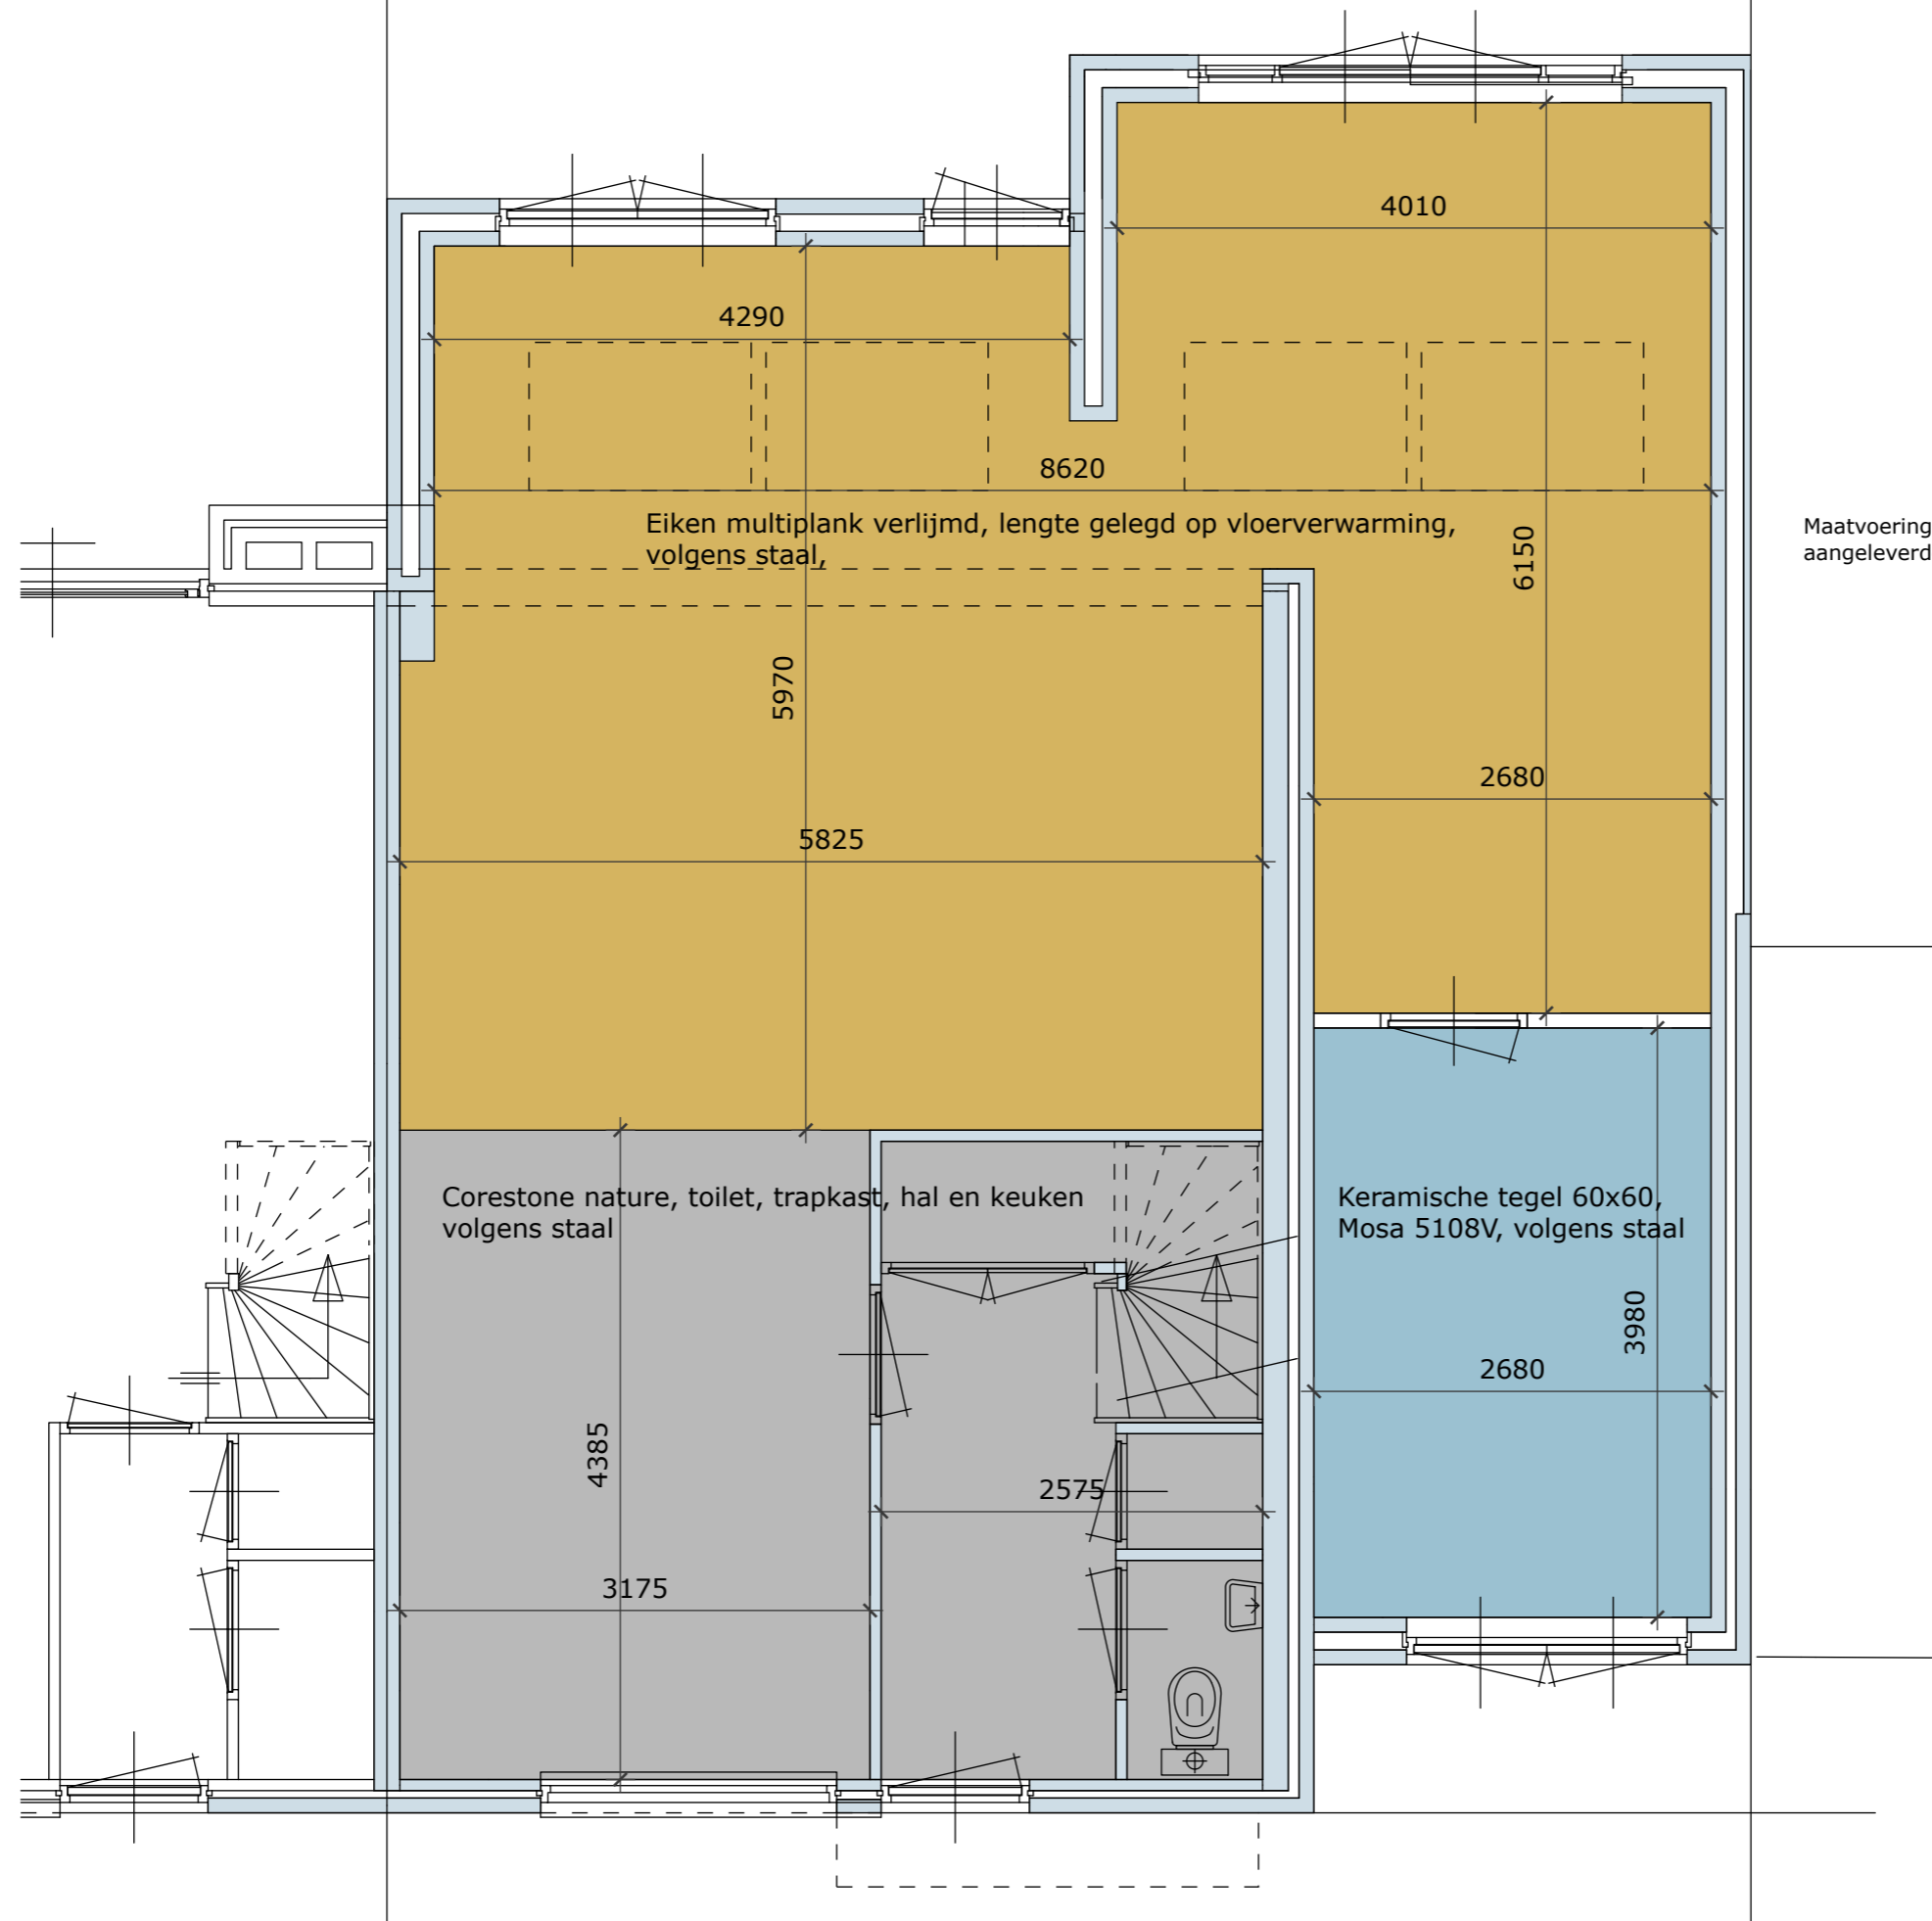 4010
4290
8620
Eiken multiplank verlijmd, lengte gelegd op vloerverwarming,
volgens staal,
6150
Maatvoering
aangeleverd
5970
2680
5825
Corestone nature, toilet, trapkast, hal en keuken
volgens staal
Keramische tegel 60x60,
Mosa 5108V, volgens staal
3980
2680
4385
2575
3175